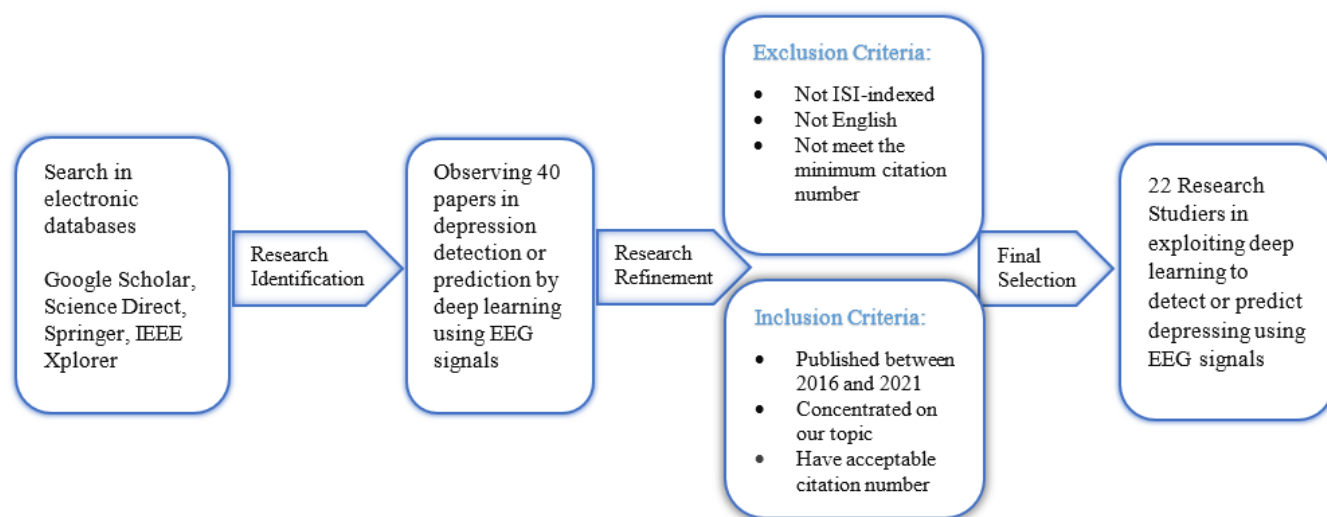 Search in
electronic
databases
Google Scholar,
Science Direct,
Springer, IEEE
Xplorer
Research
Identification
Observing 40
papers in
depression
detection or
prediction by
deep learning
using EEG
signals
Research
Refinement
Exclusion Criteria:
• Not ISI-indexed
• Not English
• Not meet the
minimum citation
number
Inclusion Criteria:
• Published between
2016 and 2021
• Concentrated on
our topic
• Have acceptable
citation number
Final
Selection
22 Research
Studiers in
exploiting deep
learning to
detect or predict
depressing using
EEG signals